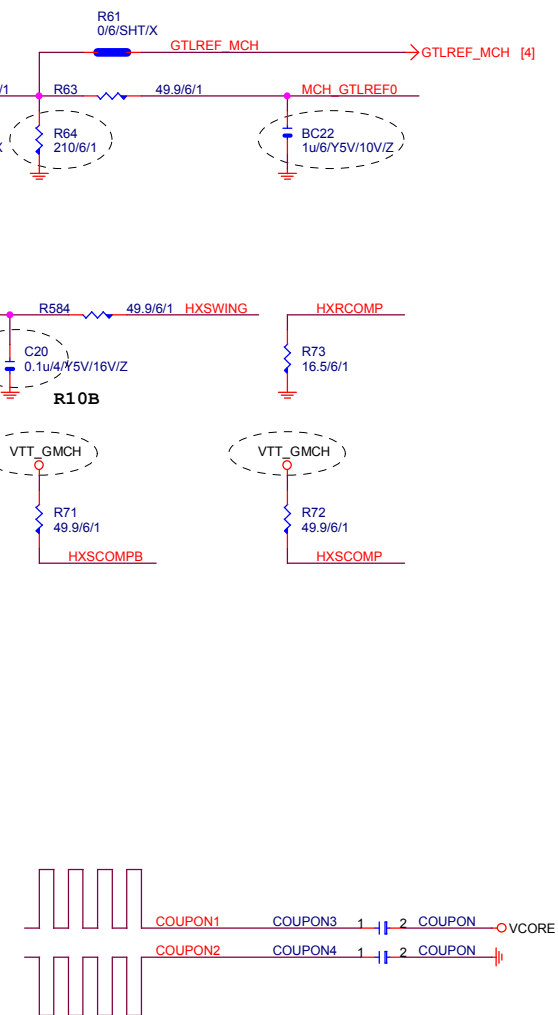 R61
0/6/SHT/X
GTLREF_MCH
GTLREF_MCH [4]
/1 R63 49.9/6/1 MCH_GTLREF0
R64
210/6/1
X
BC22
1u/6/Y5V/10V/Z
R584 49.9/6/1 HXSWING HXRCOMP
C20
0.1u/4/Y5V/16V/Z
R73
16.5/6/1
R10B
VTT_GMCH VTT_GMCH
R71
49.9/6/1
R72
49.9/6/1
HXSCOMPB HXSCOMP
COUPON1 COUPON3 1 2 COUPON VCORE
COUPON2 COUPON4 1 2 COUPON